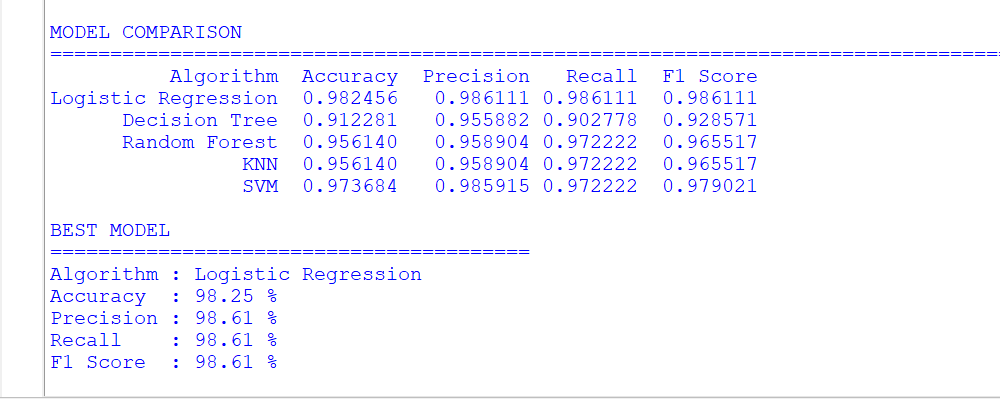 MODEL COMPARISON
================================================================================
Algorithm Accuracy Precision Recall F1 Score
Logistic Regression 0.982456 0.986111 0.986111 0.986111
Decision Tree 0.912281 0.955882 0.902778 0.928571
Random Forest 0.956140 0.958904 0.972222 0.965517
KNN 0.956140 0.958904 0.972222 0.965517
SVM 0.973684 0.985915 0.972222 0.979021
BEST MODEL
========================================
Algorithm : Logistic Regression
Accuracy : 98.25 %
Precision : 98.61 %
Recall : 98.61 %
F1 Score : 98.61 %